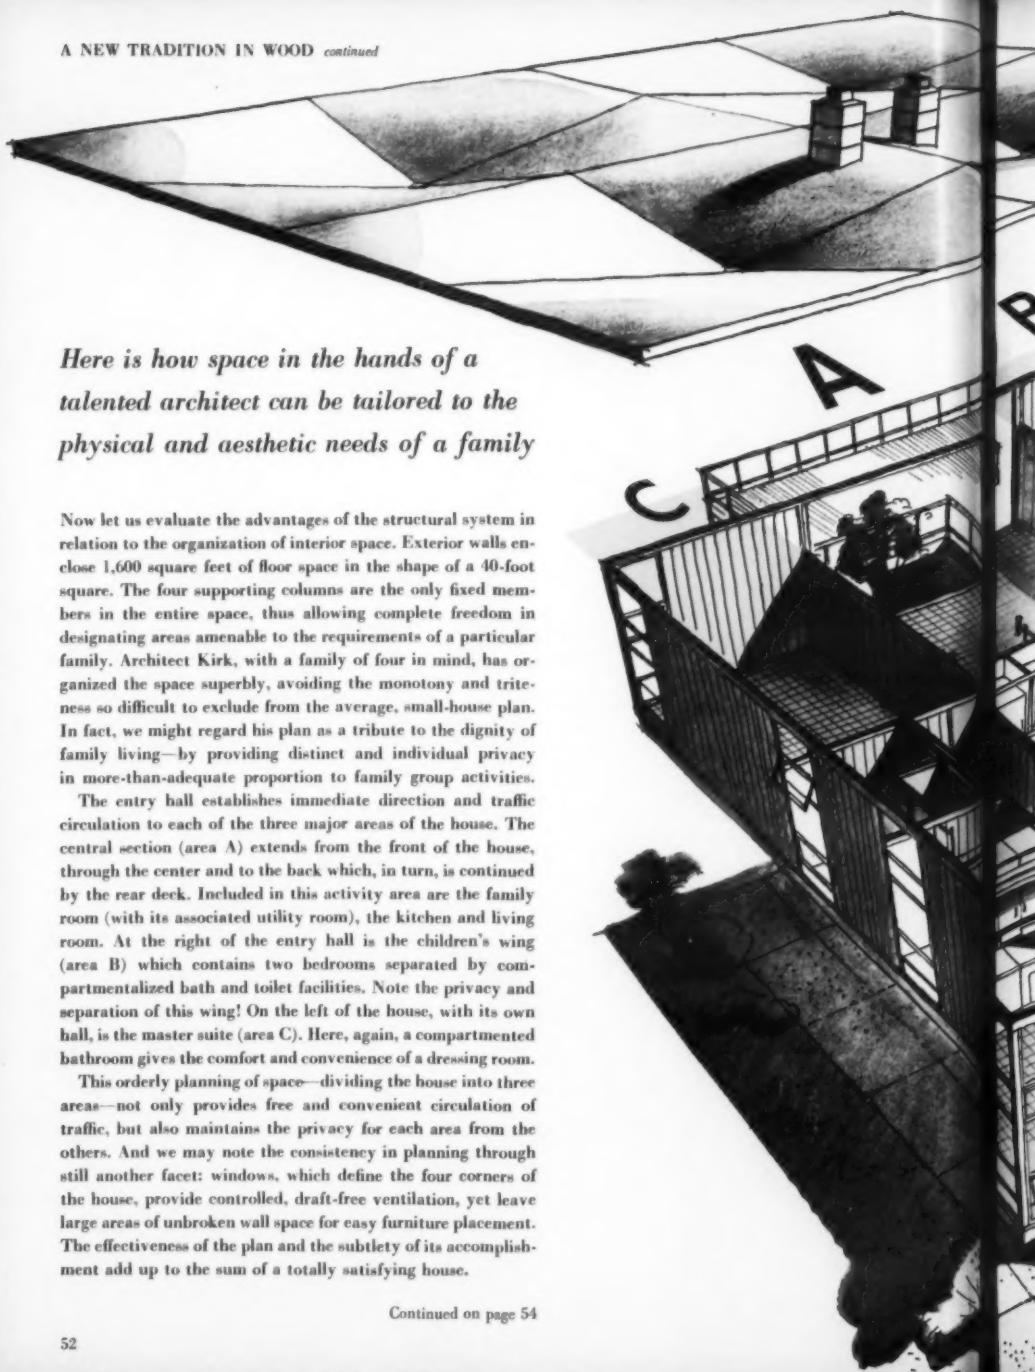 A NEW TRADITION IN WOOD continued
Here is how space in the hands of a
talented architect can be tailored to the
physical and aesthetic needs of a family
Now let us evaluate the advantages of the structural system in
relation to the organization of interior space. Exterior walls en-
close 1,600 square feet of floor space in the shape of a 40-foot
square. The four supporting columns are the only fixed mem-
bers in the entire space, thus allowing complete freedom in
designating areas amenable to the requirements of a particular
family. Architect Kirk, with a family of four in mind, has or-
ganized the space superbly, avoiding the monotony and trite-
ness so difficult to exclude from the average, small-house plan.
In fact, we might regard his plan as a tribute to the dignity of
family living—by providing distinct and individual privacy
in more-than-adequate proportion to family group activities.
The entry hall establishes immediate direction and traffic
circulation to each of the three major areas of the house. The
central section (area A) extends from the front of the house,
through the center and to the back which, in turn, is continued
by the rear deck. Included in this activity area are the family
room (with its associated utility room), the kitchen and living
room. At the right of the entry hall is the children's wing
(area B) which contains two bedrooms separated by com-
partmentalized bath and toilet facilities. Note the privacy and
separation of this wing! On the left of the house, with its own
hall, is the master suite (area C). Here, again, a compartmented
bathroom gives the comfort and convenience of a dressing room.
This orderly planning of space—dividing the house into three
areas—not only provides free and convenient circulation of
traffic, but also maintains the privacy for each area from the
others. And we may note the consistency in planning through
still another facet: windows, which define the four corners of
the house, provide controlled, draft-free ventilation, yet leave
large areas of unbroken wall space for easy furniture placement.
The effectiveness of the plan and the subtlety of its accomplish-
ment add up to the sum of a totally satisfying house.
Continued on page 54
52
C
A